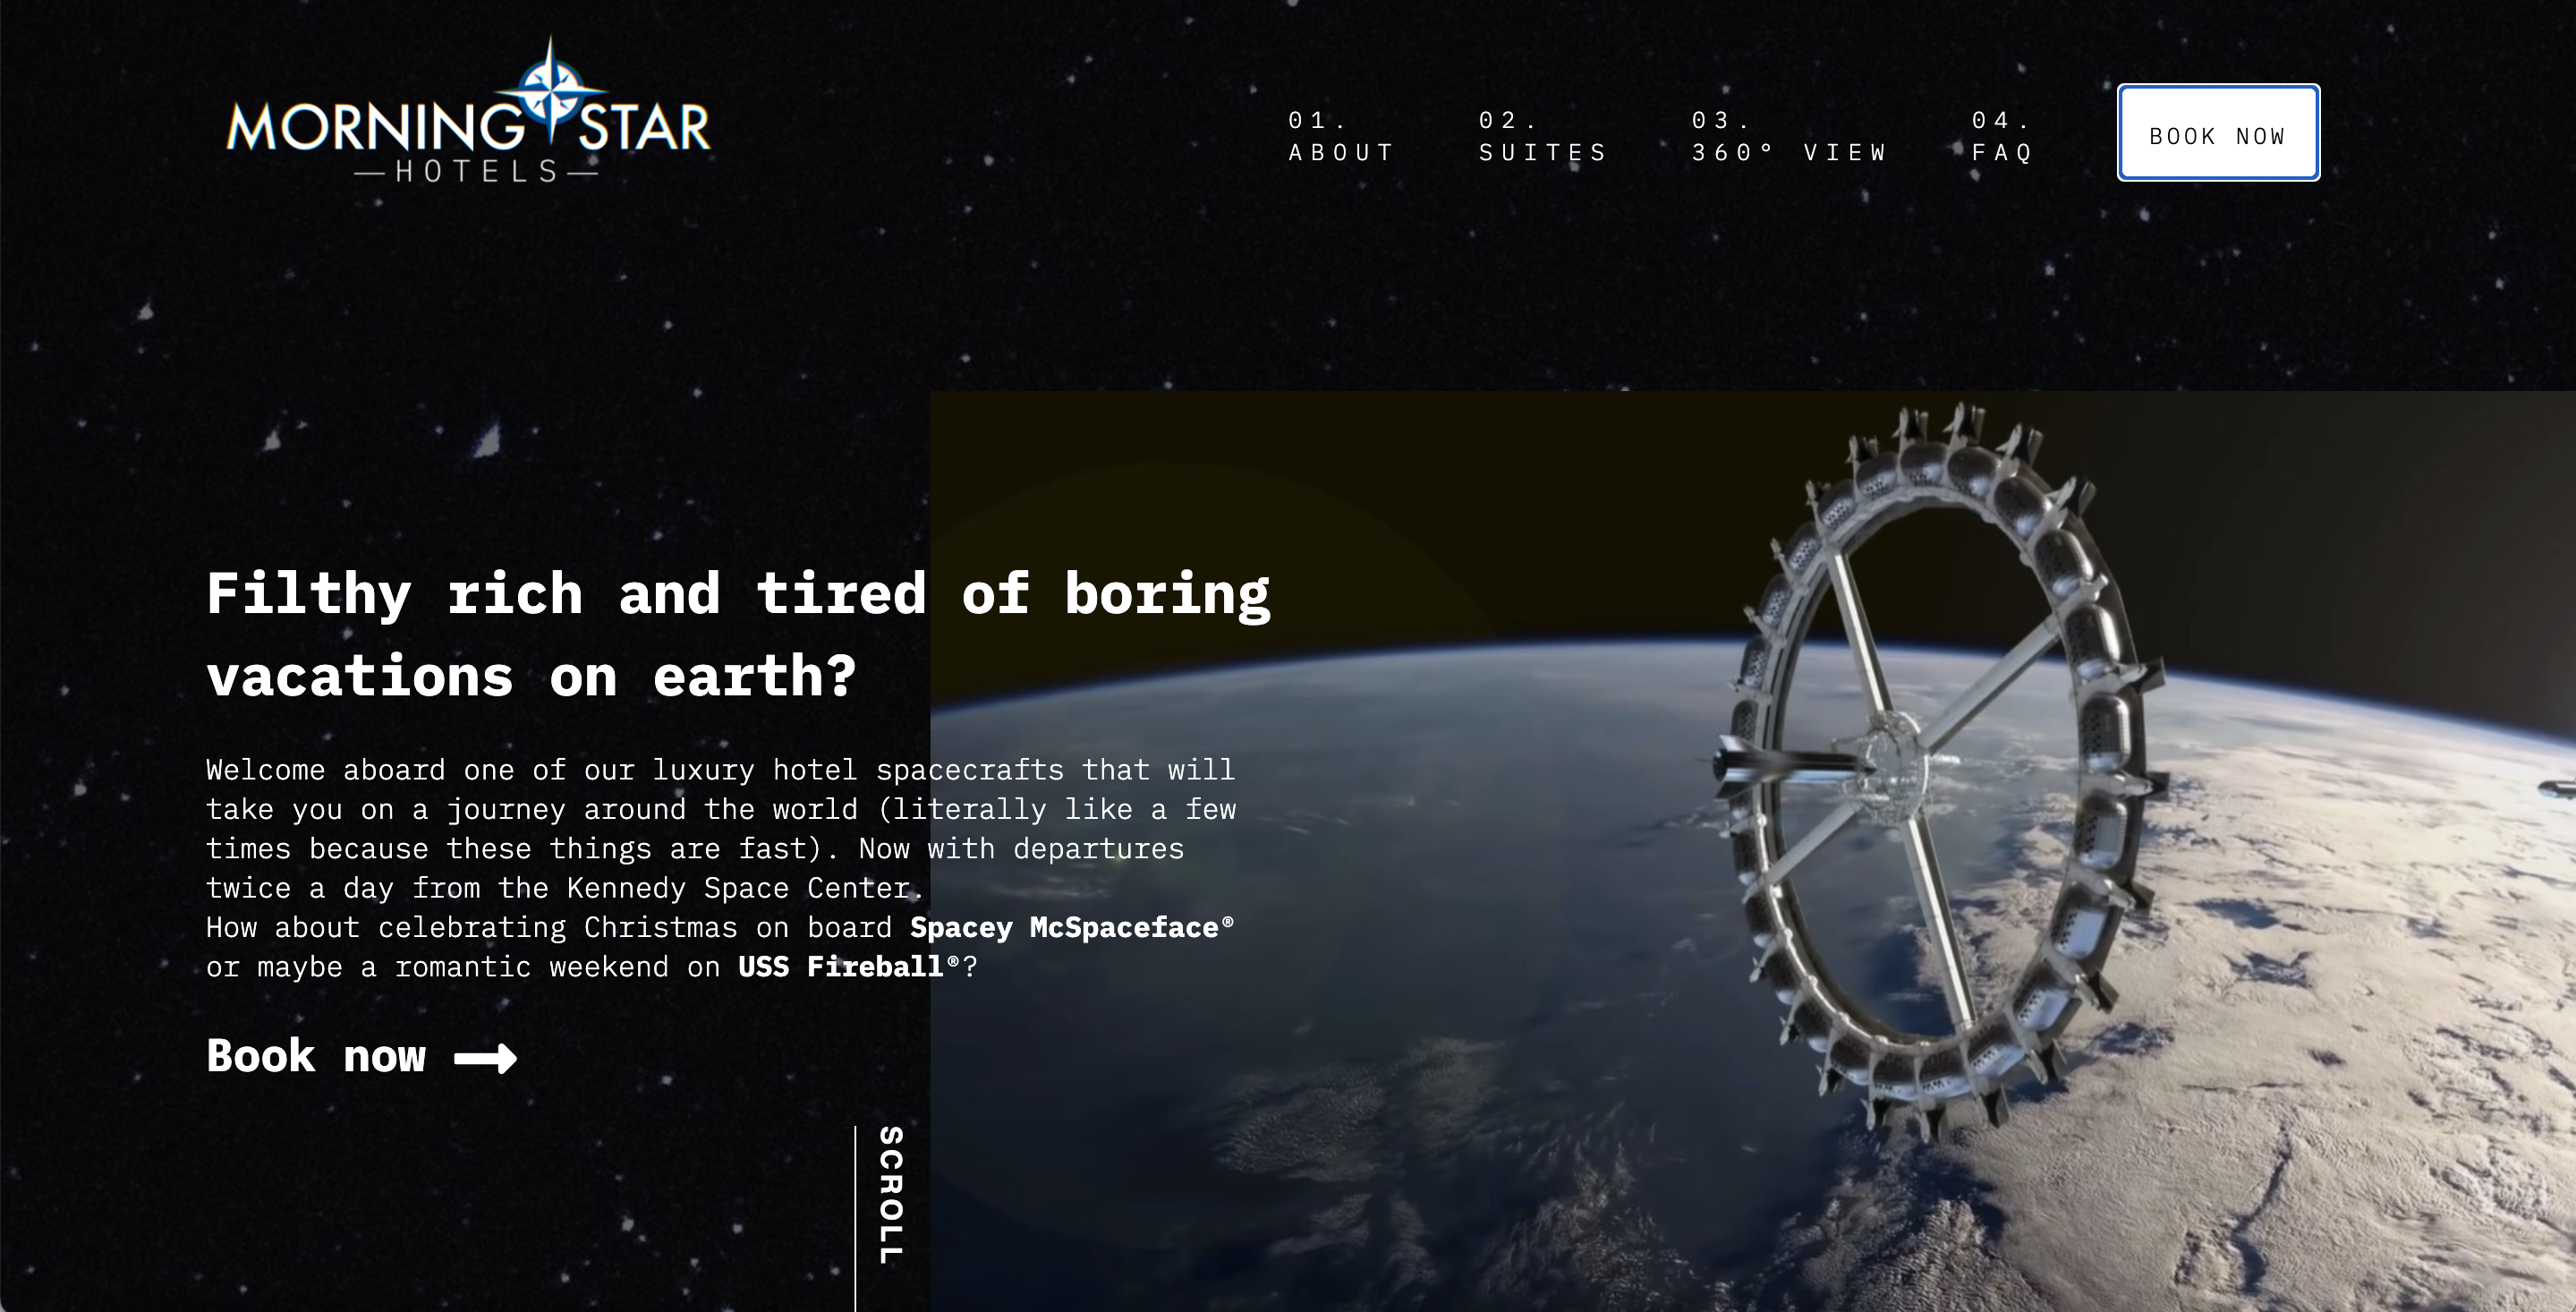 MORNING STAR
HOTELS
01.
ABOUT
02.
SUITES
03.
360° VIEW
04.
FAQ
BOOK NOW
Filthy rich and tired of boring
vacations on earth?
Welcome aboard one of our luxury hotel spacecrafts that will
take you on a journey around the world (literally like a few
times because these things are fast). Now with departures
twice a day from the Kennedy Space Center.
How about celebrating Christmas on board Spacey McSpaceface®
or maybe a romantic weekend on USS Fireball®?
Book now →
SCROLL